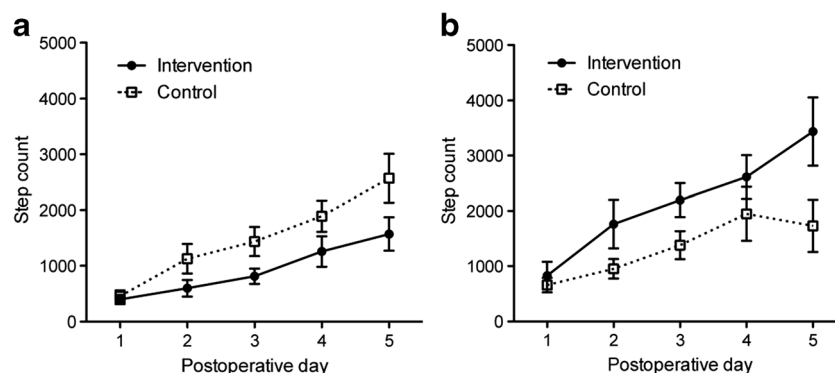 a
5000
4000
3000
2000
1000
0
Step count
Intervention
Control
1 2 3 4 5
Postoperative day
b
5000
4000
3000
2000
1000
0
Step count
Intervention
Control
1 2 3 4 5
Postoperative day